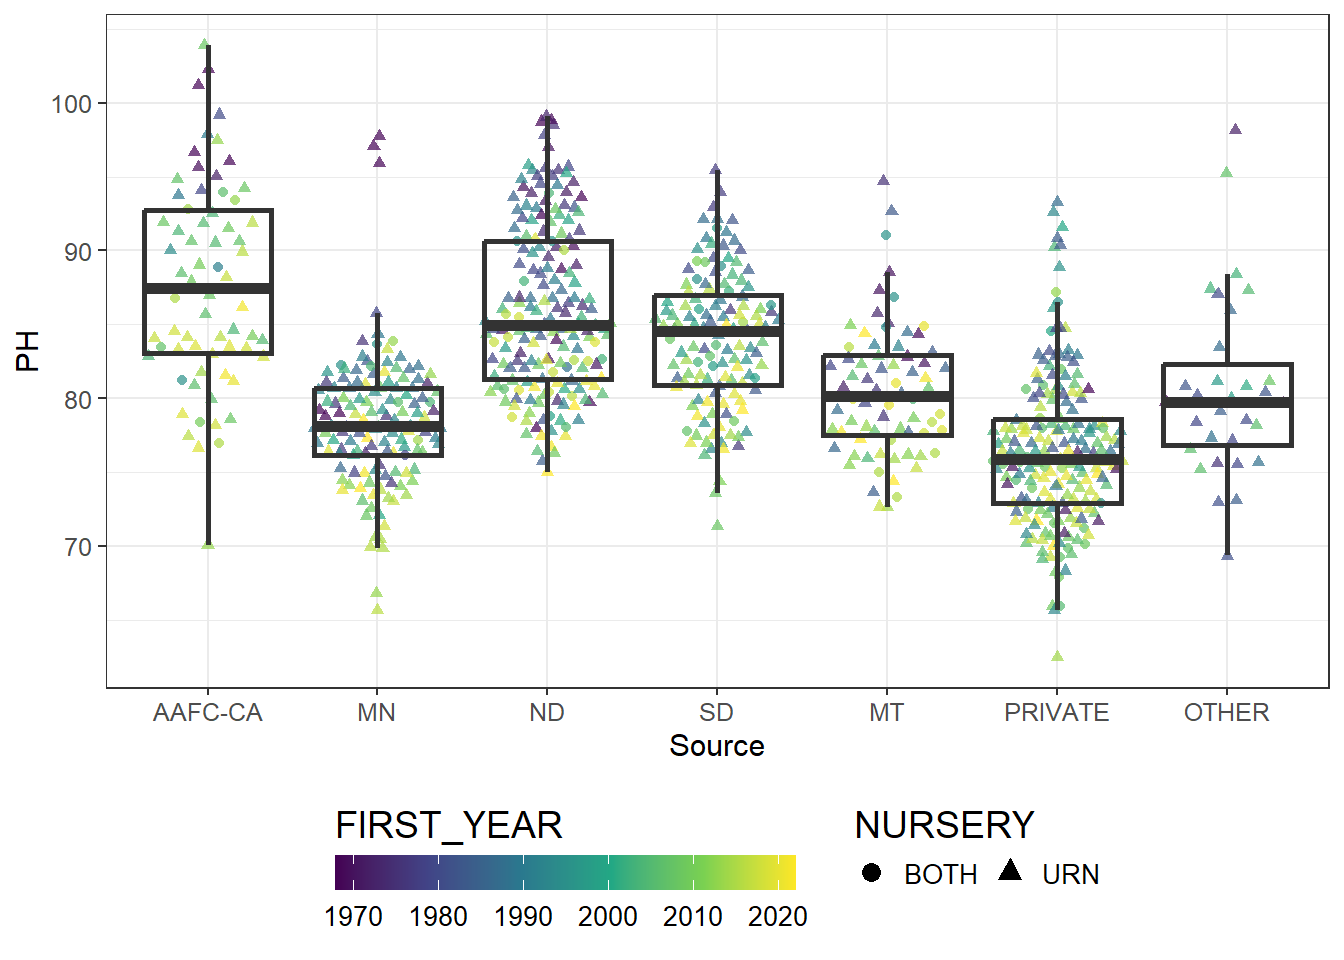 100
90
80
70
PH
AAFC-CA MN ND SD MT PRIVATE OTHER
Source
FIRST_YEAR
1970 1980 1990 2000 2010 2020
NURSERY
BOTH URN